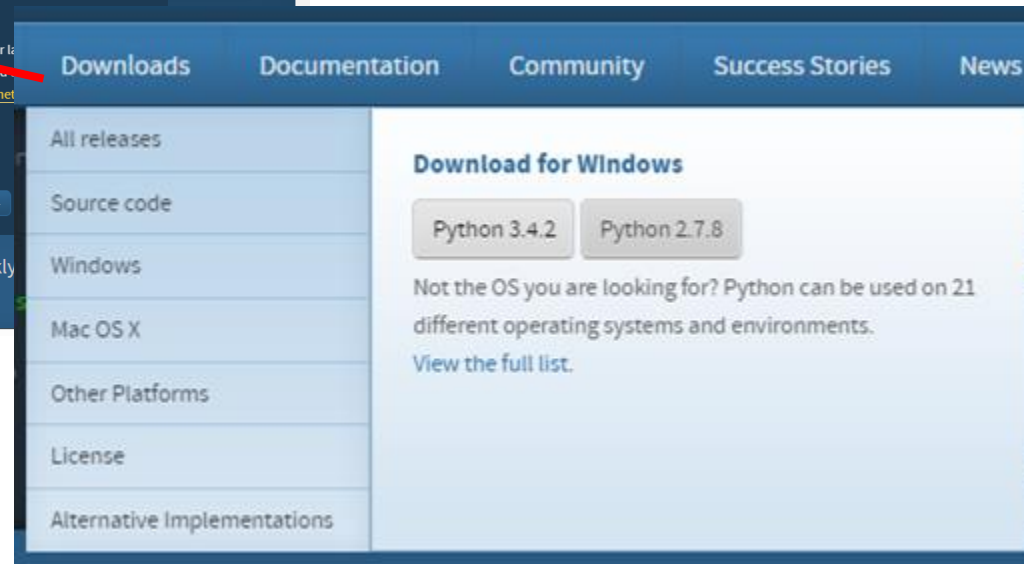 Downloads Documentation Community Success Stories News
All releases
Source code
Windows
Mac OS X
Other Platforms
License
Alternative Implementations
Download for Windows
Python 3.4.2 Python 2.7.8
Not the OS you are looking for? Python can be used on 21
different operating systems and environments.
View the full list.